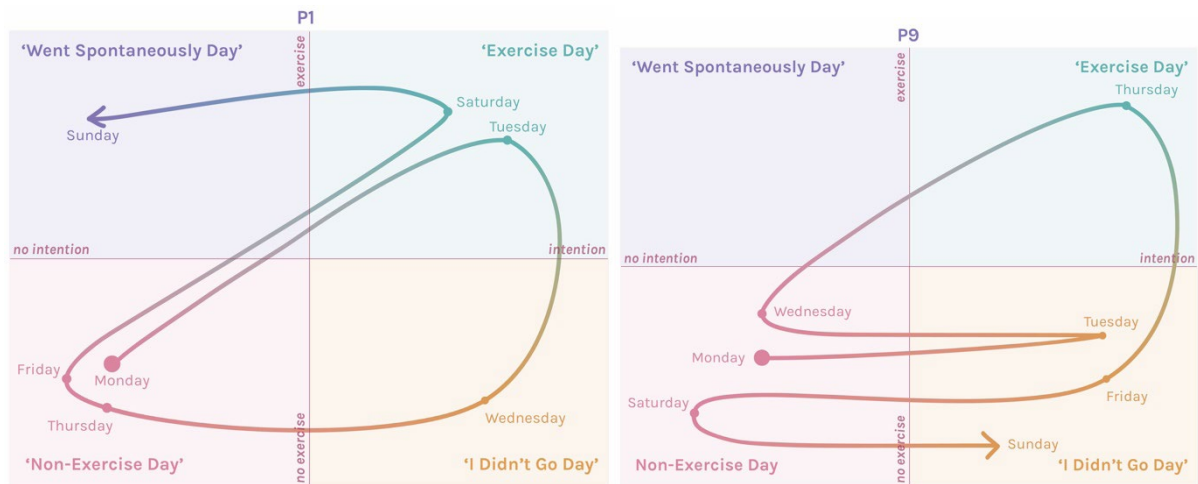 P1
‘Went Spontaneously Day’
exercise
‘Exercise Day’
Saturday
Tuesday
Sunday
no intention
intention
Friday
Monday
Thursday
Wednesday
no exercise
‘Non-Exercise Day’
‘I Didn’t Go Day’
P9
‘Went Spontaneously Day’
exercise
‘Exercise Day’
Thursday
no intention
intention
Wednesday
Tuesday
Monday
Friday
Saturday
Sunday
no exercise
Non-Exercise Day
‘I Didn’t Go Day’